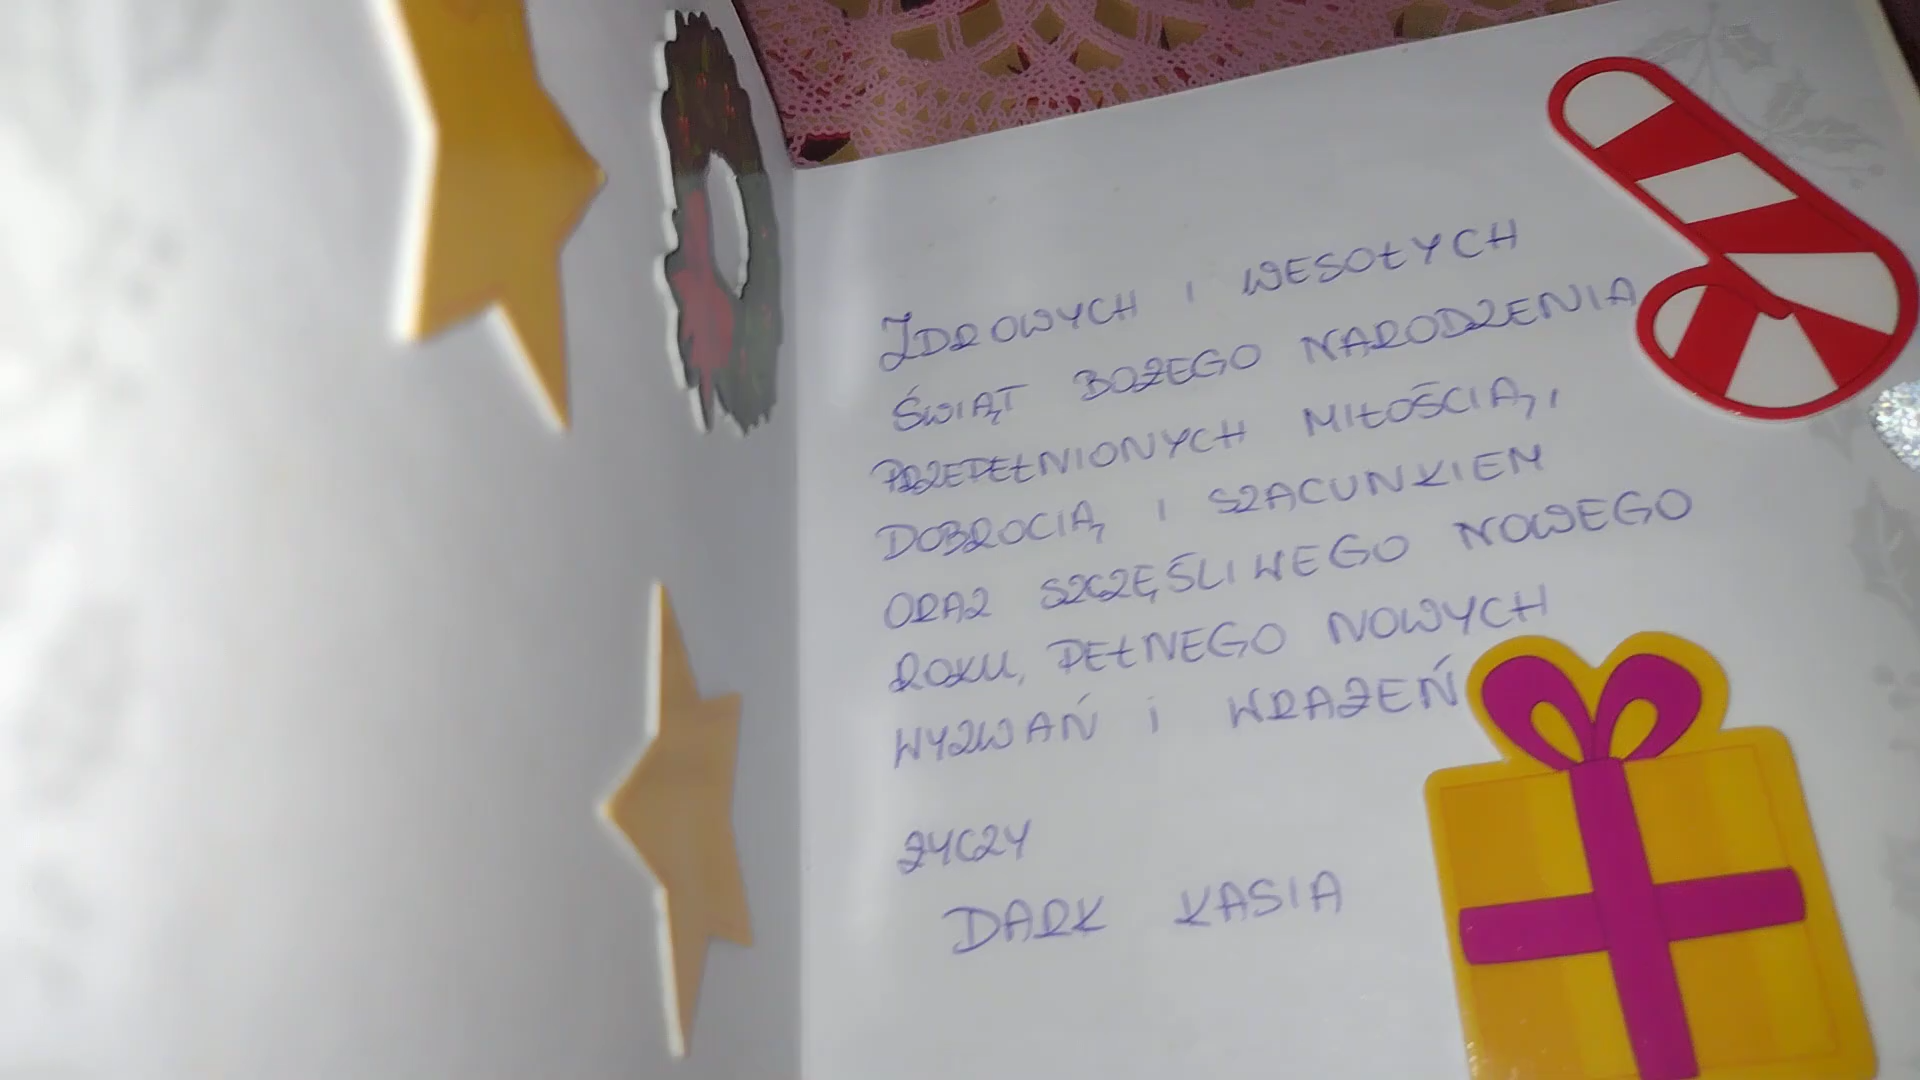 ZDROWYCH I WESOŁYCH
ŚWIĄT BOŻEGO NARODZENIA
PRZEPEŁNIONYCH MIŁOŚCIĄ,
DOBROCIĄ I SZACUNKIEM
ORAZ SZCZĘŚLIWEGO NOWEGO
ROKU, PEŁNEGO NOWYCH
WYZWAŃ i WRAŻEŃ
ŻYCZY
DARK KASIA